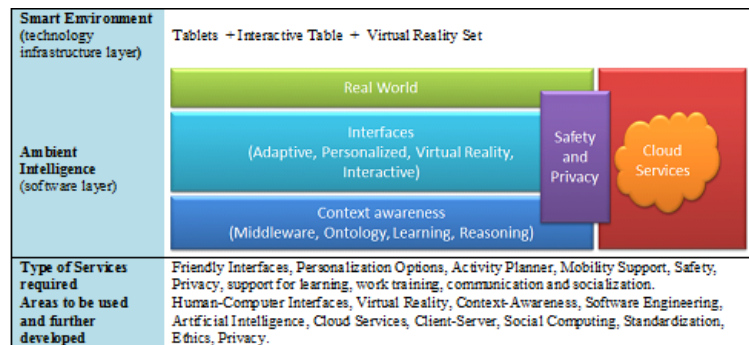 Smart Environment
(technology
infrastructure layer)
Tablets + Interactive Table + Virtual Reality Set
Ambient
Intelligence
(software layer)
Real World
Interfaces
(Adaptive, Personalized, Virtual Reality,
Interactive)
Context awareness
(Middleware, Ontology, Learning, Reasoning)
Safety
and
Privacy
Cloud
Services
Type of Services
required
Friendly Interfaces, Personalization Options, Activity Planner, Mobility Support, Safety,
Privacy, support for learning, work training, communication and socialization.
Areas to be used
and further
developed
Human-Computer Interfaces, Virtual Reality, Context-Awareness, Software Engineering,
Artificial Intelligence, Cloud Services, Client-Server, Social Computing, Standardization,
Ethics, Privacy.